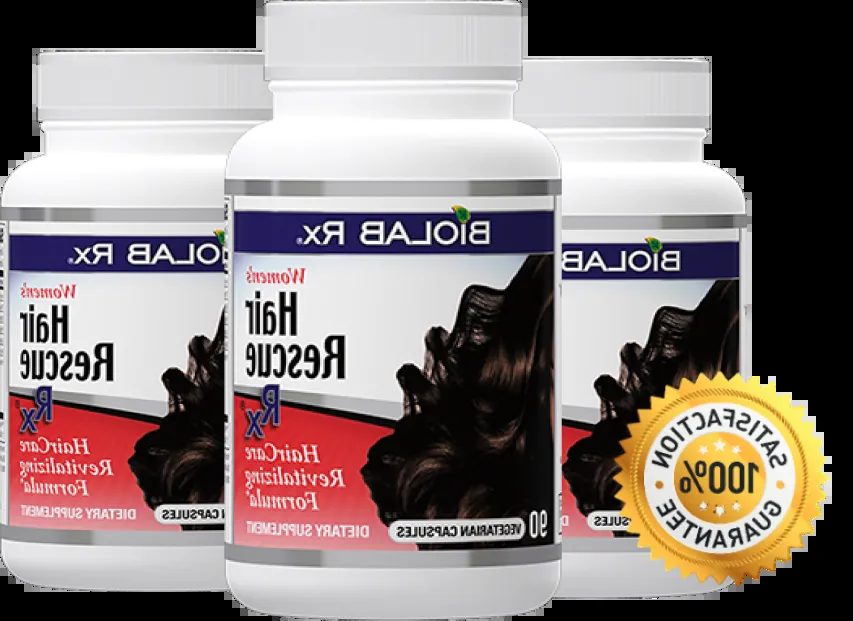 BIOLAB Rx®
Women's
Hair
Rescue
Rx®
HairCare
Revitalizing
Formula*
DIETARY SUPPLEMENT
90 VEGETARIAN CAPSULES
BIOLAB Rx®
Women's
Hair
Rescue
Rx®
HairCare
Revitalizing
Formula*
DIETARY SUPPLEMENT
CAPSULES
BIOLAB
SATISFACTION
100%
GUARANTEE